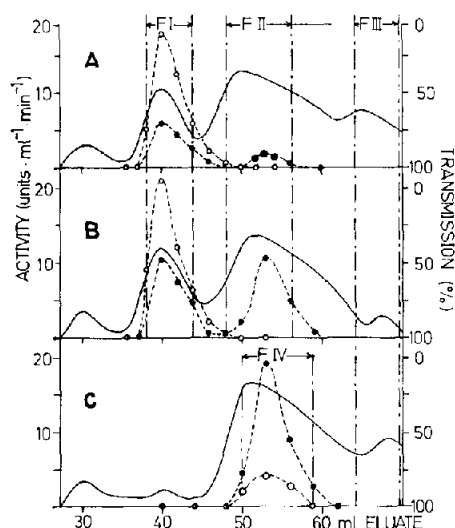 F I F II F III
20 0
A
10 50
100
20 0
B
10 50
100
F IV
20 0
C
10 50
100
30 40 50 60 ml ELUATE
ACTIVITY (units · ml⁻¹ min⁻¹)
TRANSMISSION (%)